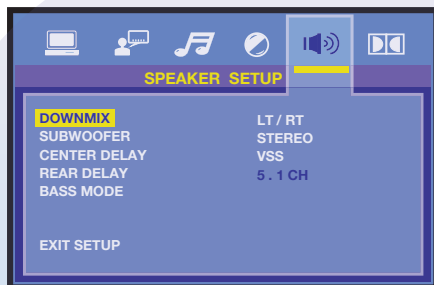 SPEAKER SETUP
DOWNMIX LT / RT
SUBWOOFER STEREO
CENTER DELAY VSS
REAR DELAY 5 . 1 CH
BASS MODE
EXIT SETUP